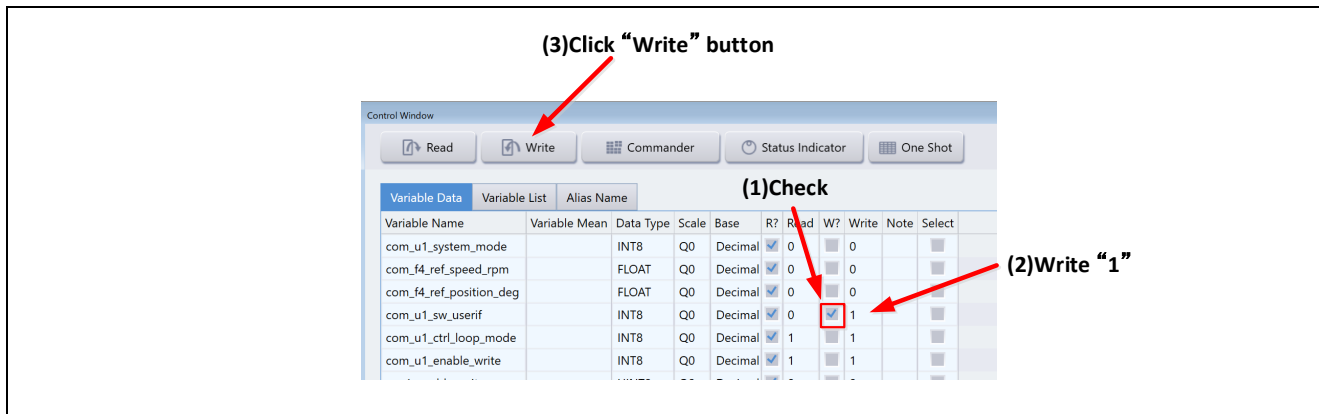 (3)Click “Write” button
Control Window
Read Write Commander Status Indicator One Shot
(1)Check
Variable Data Variable List Alias Name
Variable Name Variable Mean Data Type Scale Base R? Read W? Write Note Select
com_u1_system_mode INT8 Q0 Decimal 0 0
com_f4_ref_speed_rpm FLOAT Q0 Decimal 0 0
(2)Write “1”
com_f4_ref_position_deg FLOAT Q0 Decimal 0 0
com_u1_sw_userif INT8 Q0 Decimal 0 1
com_u1_ctrl_loop_mode INT8 Q0 Decimal 1 1
com_u1_enable_write INT8 Q0 Decimal 1 1